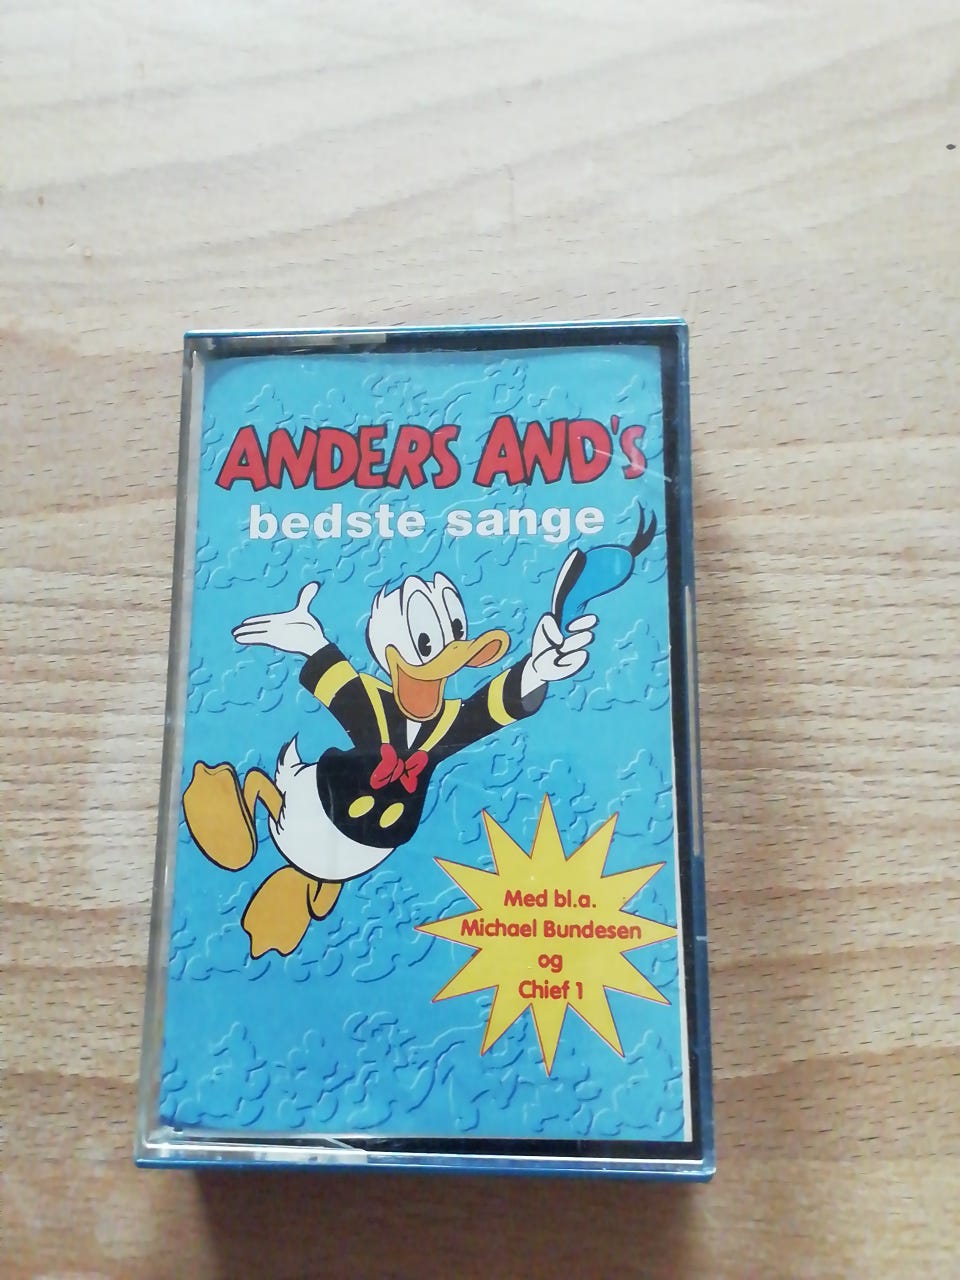 ANDERS AND'S
bedste sange
Med bl.a.
Michael Bundesen
og
Chief 1